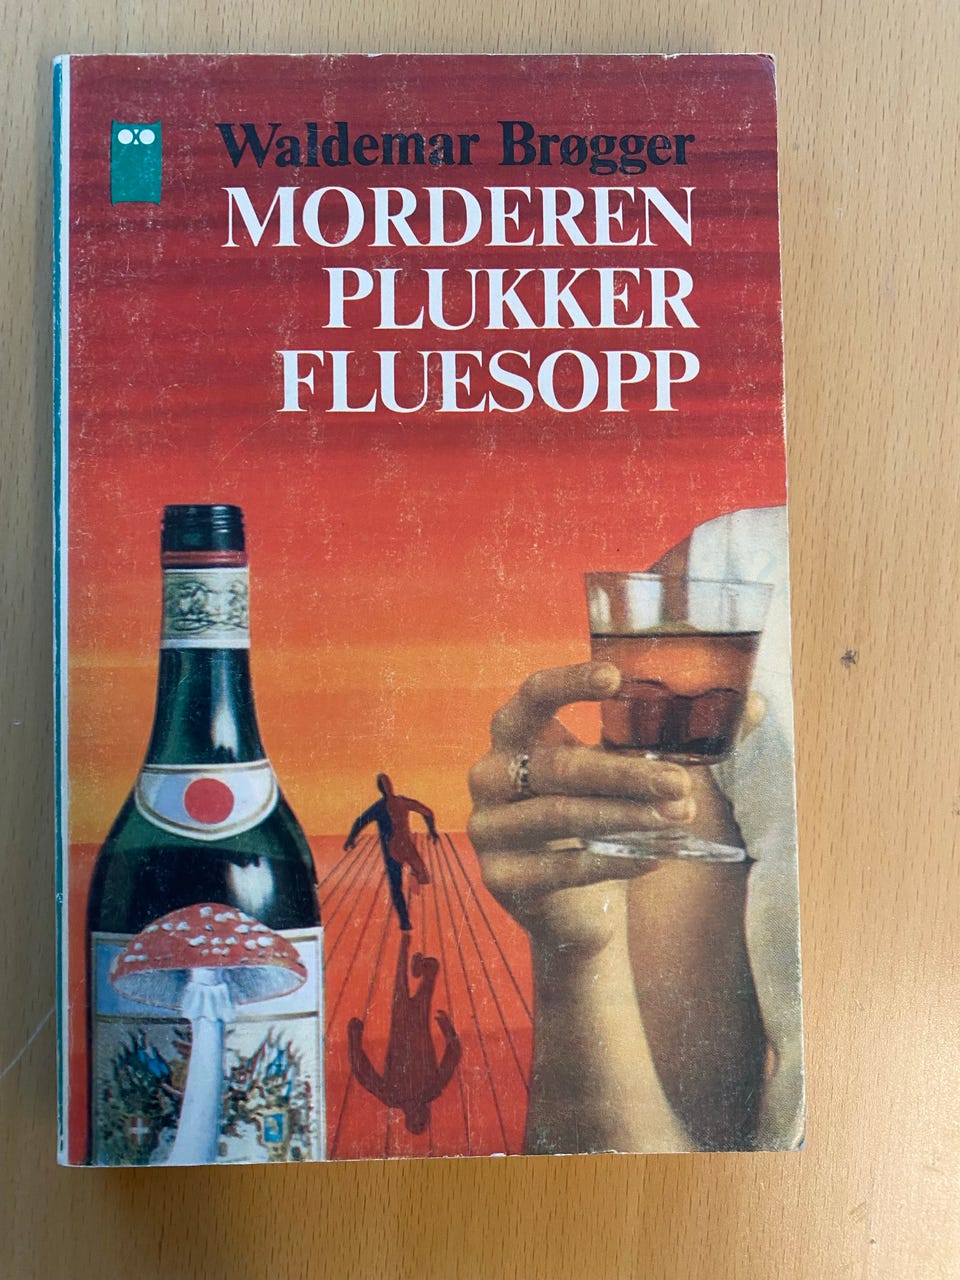 Waldemar Brøgger
MORDEREN
PLUKKER
FLUESOPP